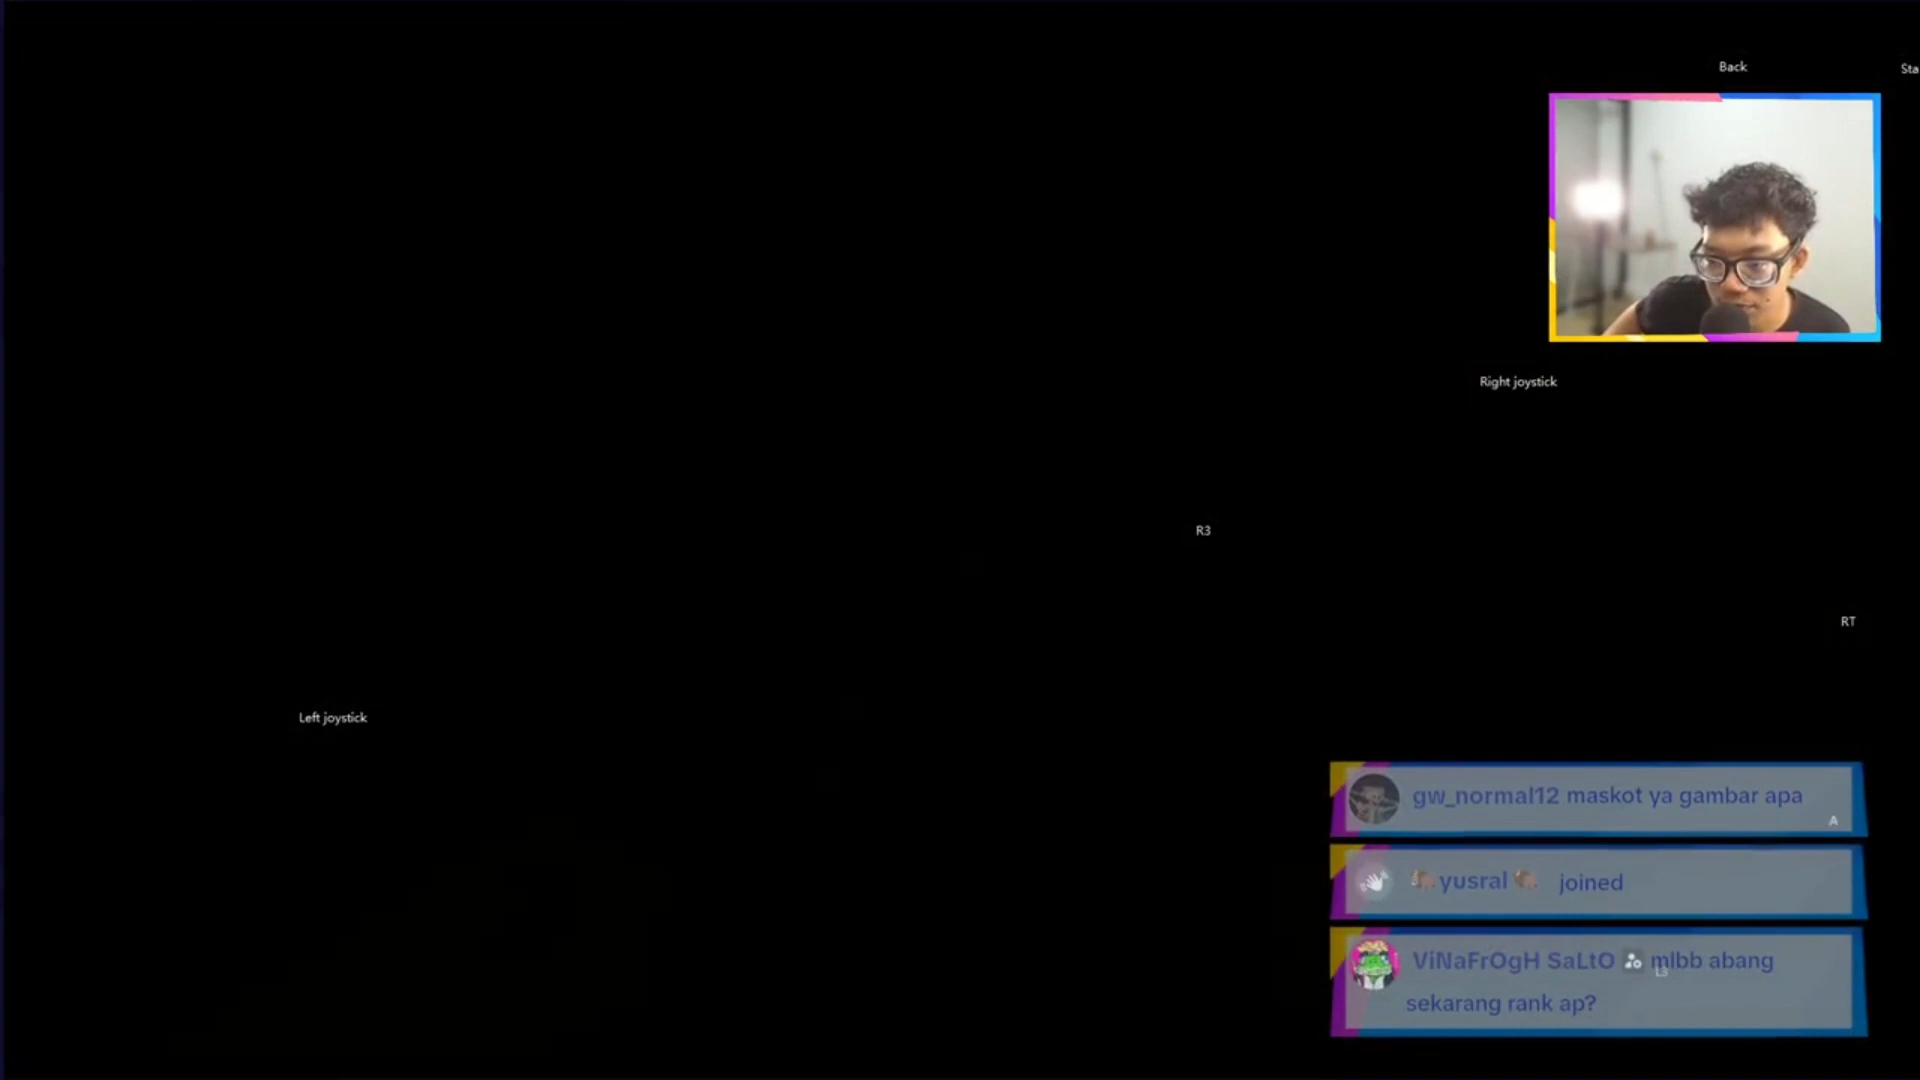 Back
Sta
Right joystick
R3
RT
Left joystick
gw_normal12 maskot ya gambar apa
A
yusral joined
ViNaFrOgH SaLtO mlbb abang
L3
sekarang rank ap?